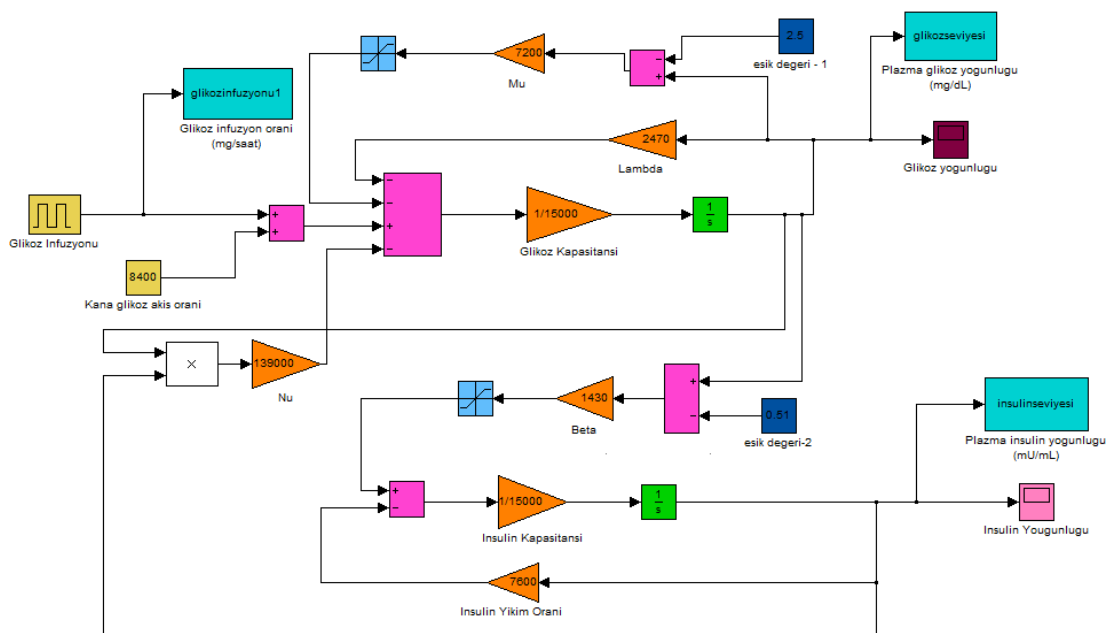 7200
Mu
2.5
esik degeri - 1
glikozseviyesi
Plazma glikoz yogunlugu
(mg/dL)
glikozinfuzyonu1
Glikoz infuzyon orani
(mg/saat)
2470
Lambda
Glikoz yogunlugu
Glikoz Infuzyonu
1/15000
Glikoz Kapasitansi
1
s
8400
Kana glikoz akis orani
×
139000
Nu
1430
Beta
0.51
esik degeri-2
insulinseviyesi
Plazma insulin yogunlugu
(mU/mL)
1/15000
Insulin Kapasitansi
1
s
Insulin Yougunlugu
7600
Insulin Yikim Orani